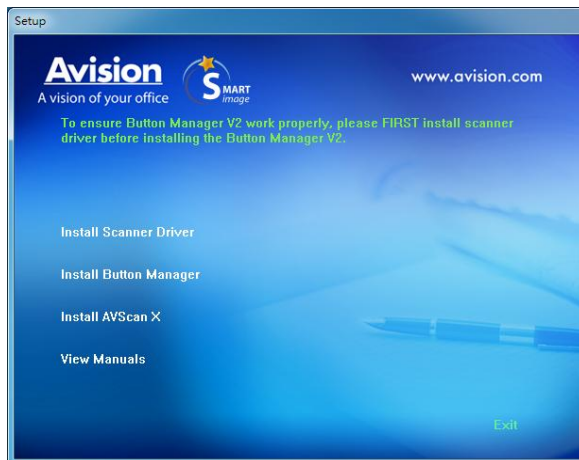 Setup
Avision
A vision of your office
SMART
image
www.avision.com
To ensure Button Manager V2 work properly, please FIRST install scanner
driver before installing the Button Manager V2.
Install Scanner Driver
Install Button Manager
Install AVScan X
View Manuals
Exit